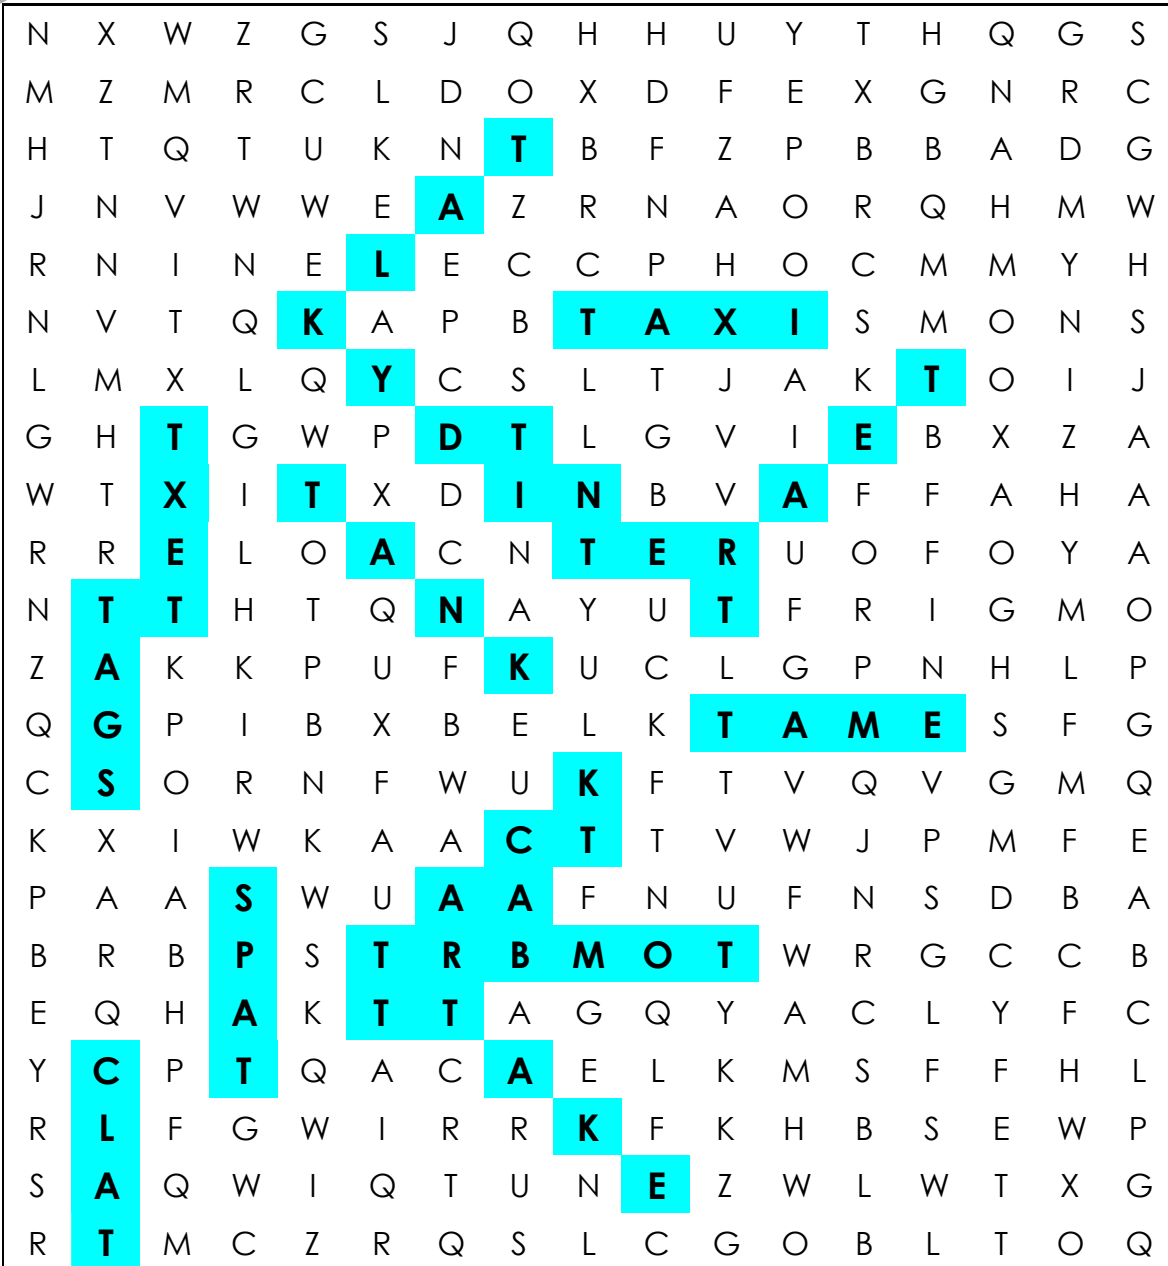 N X W Z G S J Q H H U Y T H Q G S
M Z M R C L D O X D F E X G N R C
H T Q T U K N T B F Z P B B A D G
J N V W W E A Z R N A O R Q H M W
R N I N E L E C C P H O C M M Y H
N V T Q K A P B T A X I S M O N S
L M X L Q Y C S L T J A K T O I J
G H T G W P D T L G V I E B X Z A
W T X I T X D I N B V A F F A H A
R R E L O A C N T E R U O F O Y A
N T T H T Q N A Y U T F R I G M O
Z A K K P U F K U C L G P N H L P
Q G P I B X B E L K T A M E S F G
C S O R N F W U K F T V Q V G M Q
K X I W K A A C T T V W J P M F E
P A A S W U A A F N U F N S D B A
B R B P S T R B M O T W R G C C B
E Q H A K T T A G Q Y A C L Y F C
Y C P T Q A C A E L K M S F F H L
R L F G W I R R K F K H B S E W P
S A Q W I Q T U N E Z W L W T X G
R T M C Z R Q S L C G O B L T O Q